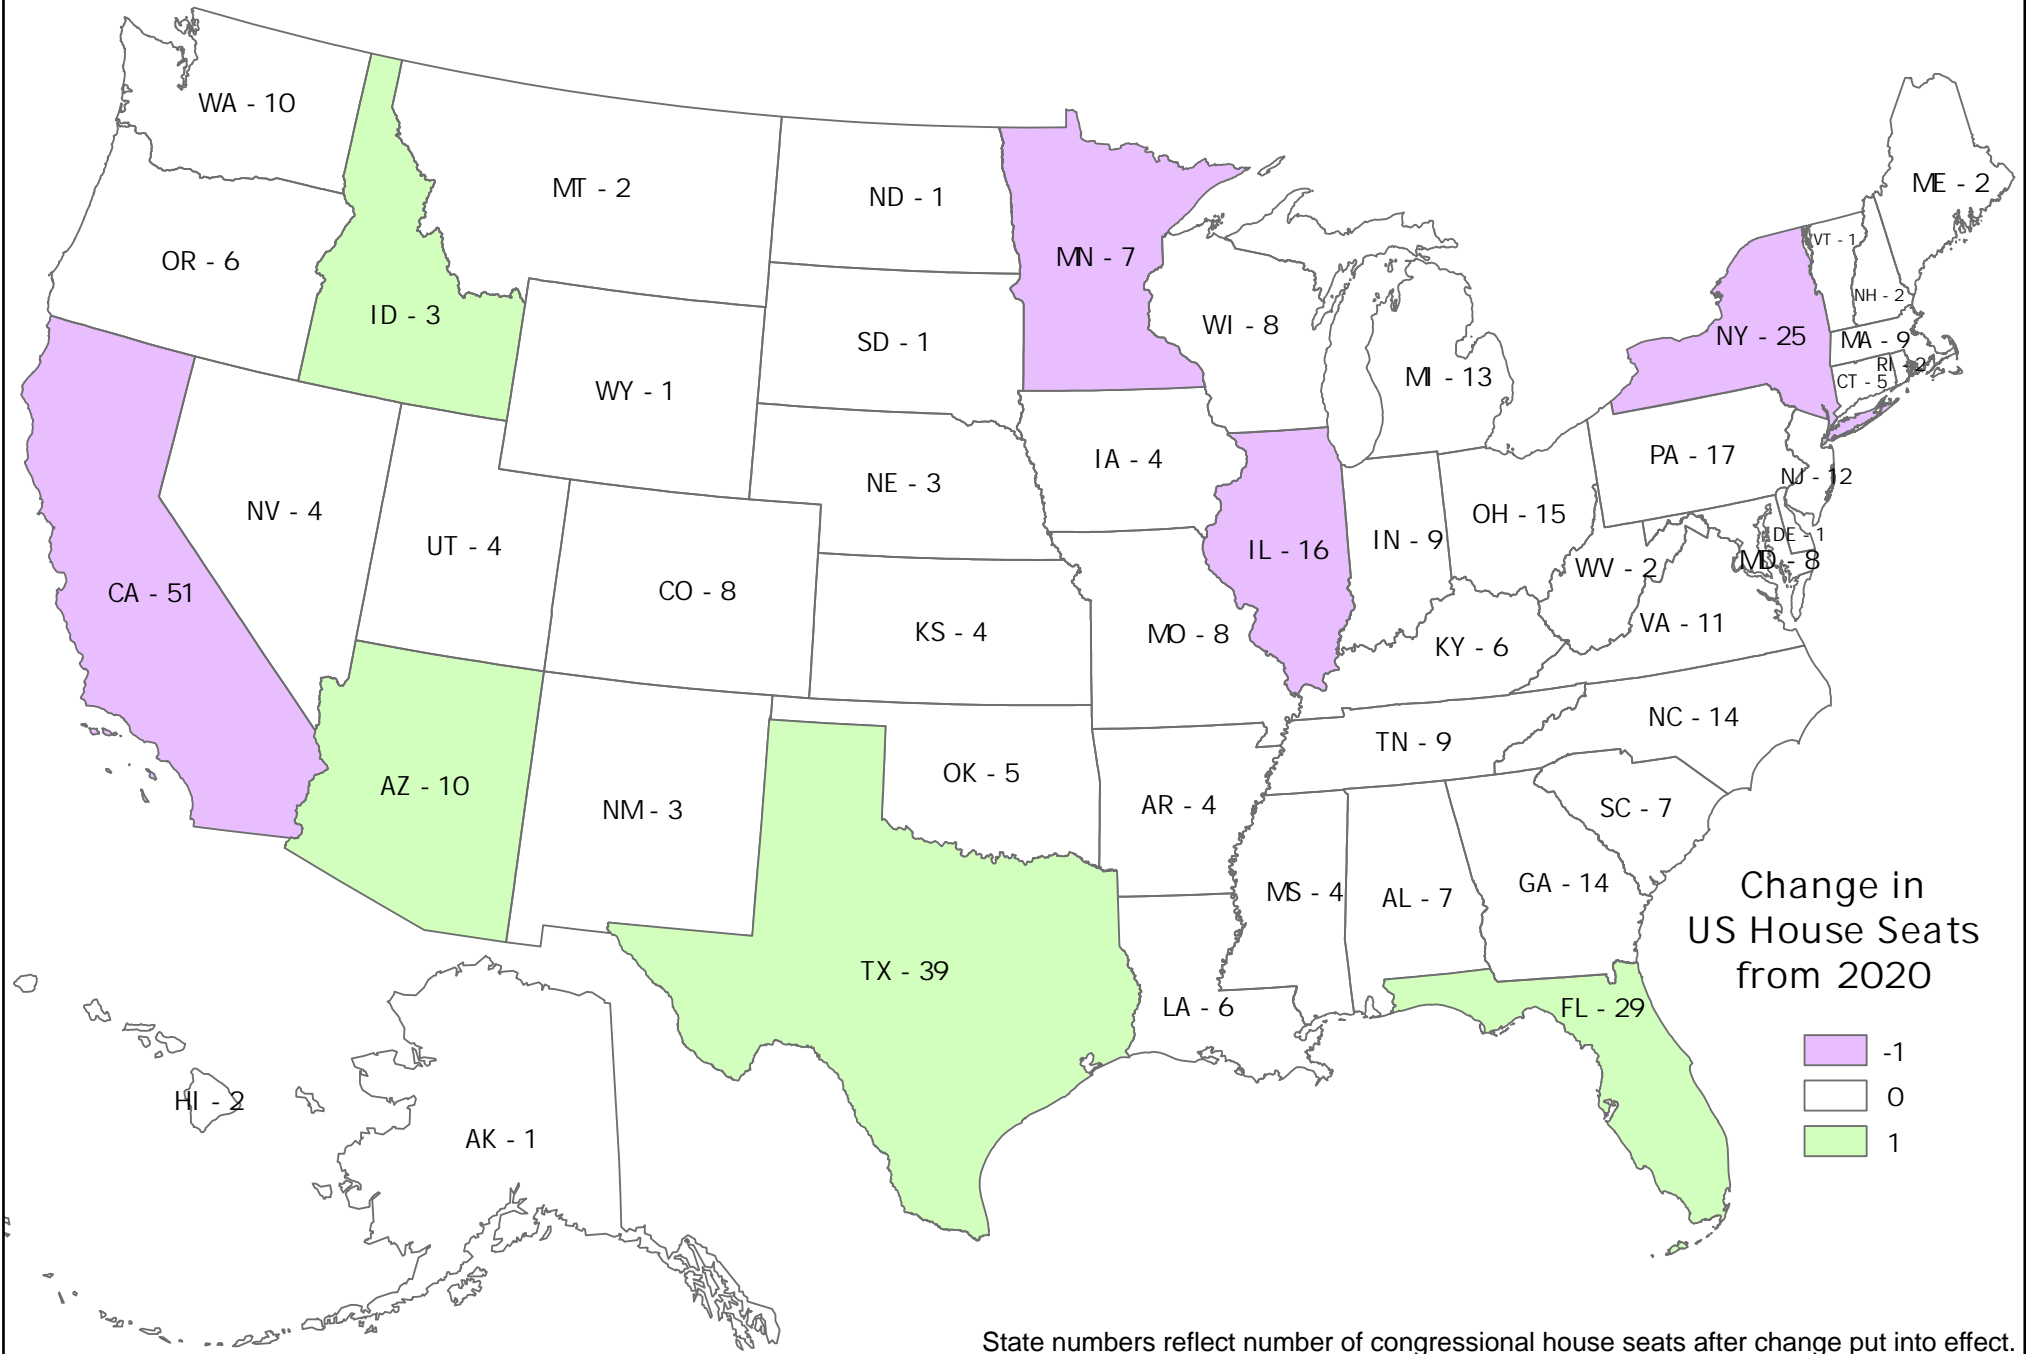 WA - 10
MT - 2
ND - 1
MN - 7
ME - 2
OR - 6
ID - 3
VT - 1
NH - 2
SD - 1
WI - 8
NY - 25
MA - 9
RI - 2
CT - 5
WY - 1
MI - 13
IA - 4
PA - 17
NJ - 12
NE - 3
NV - 4
OH - 15
DE - 1
UT - 4
IL - 16
IN - 9
MD - 8
WV - 2
CA - 51
CO - 8
KS - 4
MO - 8
KY - 6
VA - 11
NC - 14
TN - 9
AZ - 10
OK - 5
NM - 3
AR - 4
SC - 7
MS - 4
AL - 7
GA - 14
Change in
US House Seats
from 2020
TX - 39
LA - 6
FL - 29
-1
0
1
HI - 2
AK - 1
State numbers reflect number of congressional house seats after change put into effect.